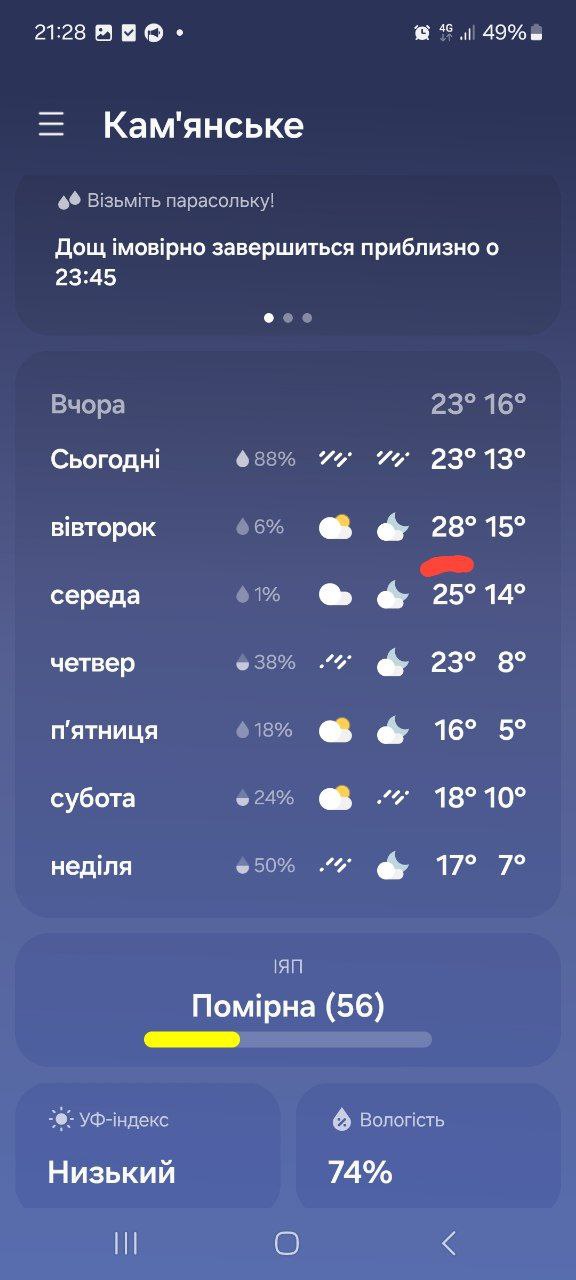 21:28 4G 49%
Кам'янське
Візьміть парасольку!
Дощ імовірно завершиться приблизно о
23:45
Вчора 23° 16°
Сьогодні 88% 23° 13°
вівторок 6% 28° 15°
середа 1% 25° 14°
четвер 38% 23° 8°
п’ятниця 18% 16° 5°
субота 24% 18° 10°
неділя 50% 17° 7°
ІЯП
Помірна (56)
УФ-індекс Вологість
Низький 74%